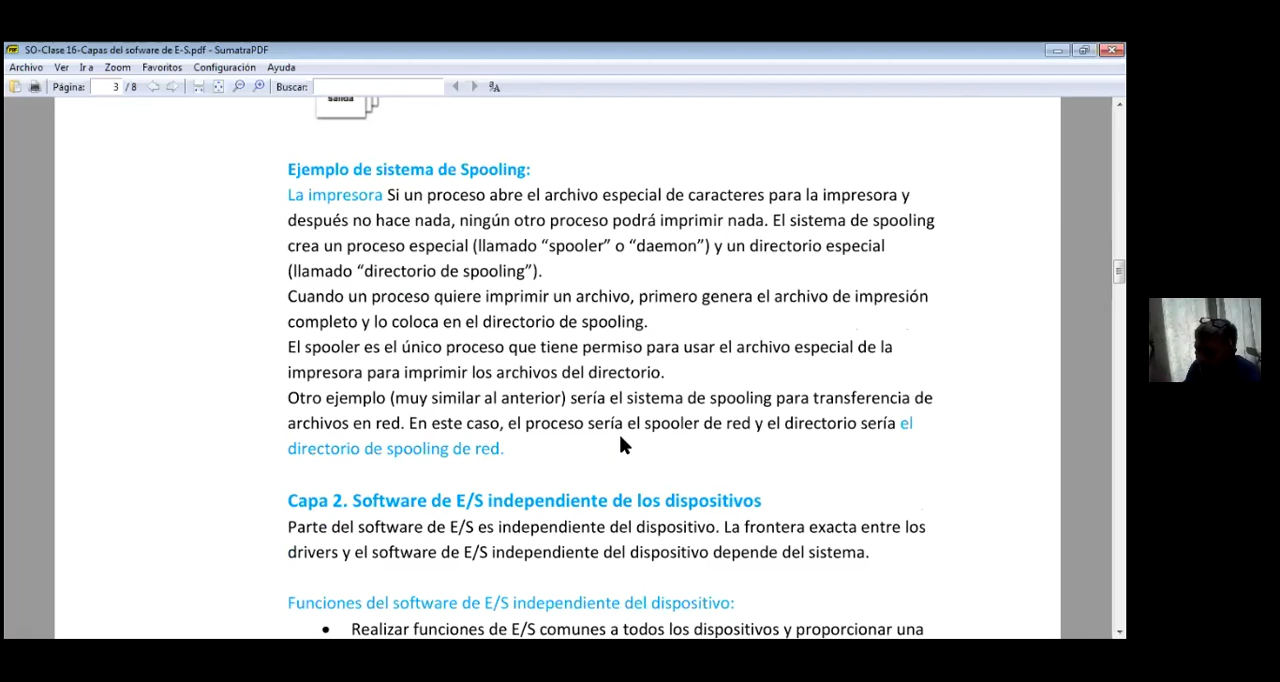 SO-Clase 16-Capas del sofware de E-S.pdf - SumatraPDF
Archivo Ver Ir a Zoom Favoritos Configuración Ayuda
Página: 3 / 8 Buscar:
salida
Ejemplo de sistema de Spooling:
La impresora Si un proceso abre el archivo especial de caracteres para la impresora y
después no hace nada, ningún otro proceso podrá imprimir nada. El sistema de spooling
crea un proceso especial (llamado “spooler” o “daemon”) y un directorio especial
(llamado “directorio de spooling”).
Cuando un proceso quiere imprimir un archivo, primero genera el archivo de impresión
completo y lo coloca en el directorio de spooling.
El spooler es el único proceso que tiene permiso para usar el archivo especial de la
impresora para imprimir los archivos del directorio.
Otro ejemplo (muy similar al anterior) sería el sistema de spooling para transferencia de
archivos en red. En este caso, el proceso sería el spooler de red y el directorio sería el
directorio de spooling de red.
Capa 2. Software de E/S independiente de los dispositivos
Parte del software de E/S es independiente del dispositivo. La frontera exacta entre los
drivers y el software de E/S independiente del dispositivo depende del sistema.
Funciones del software de E/S independiente del dispositivo:
• Realizar funciones de E/S comunes a todos los dispositivos y proporcionar una